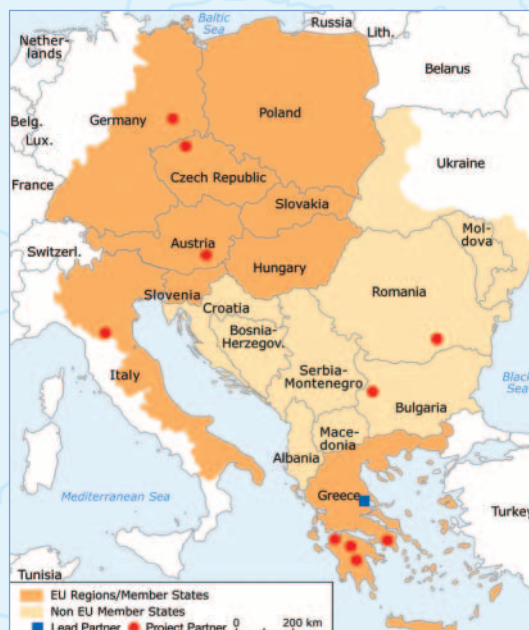 Baltic
Sea
Russia
Lith.
Nether-
lands
Belarus
Belg.
Lux.
Germany
Poland
Ukraine
France
Czech Republic
Slovakia
Switzerl.
Austria
Hungary
Mol-
dova
Slovenia
Croatia
Romania
Bosnia-
Herzegov.
Italy
Serbia-
Montenegro
Black
Sea
Bulgaria
Mace-
donia
Albania
Mediterranean Sea
Greece
Turkey
Tunisia
EU Regions/Member States
Non EU Member States
Lead Partner Project Partner 0 200 km